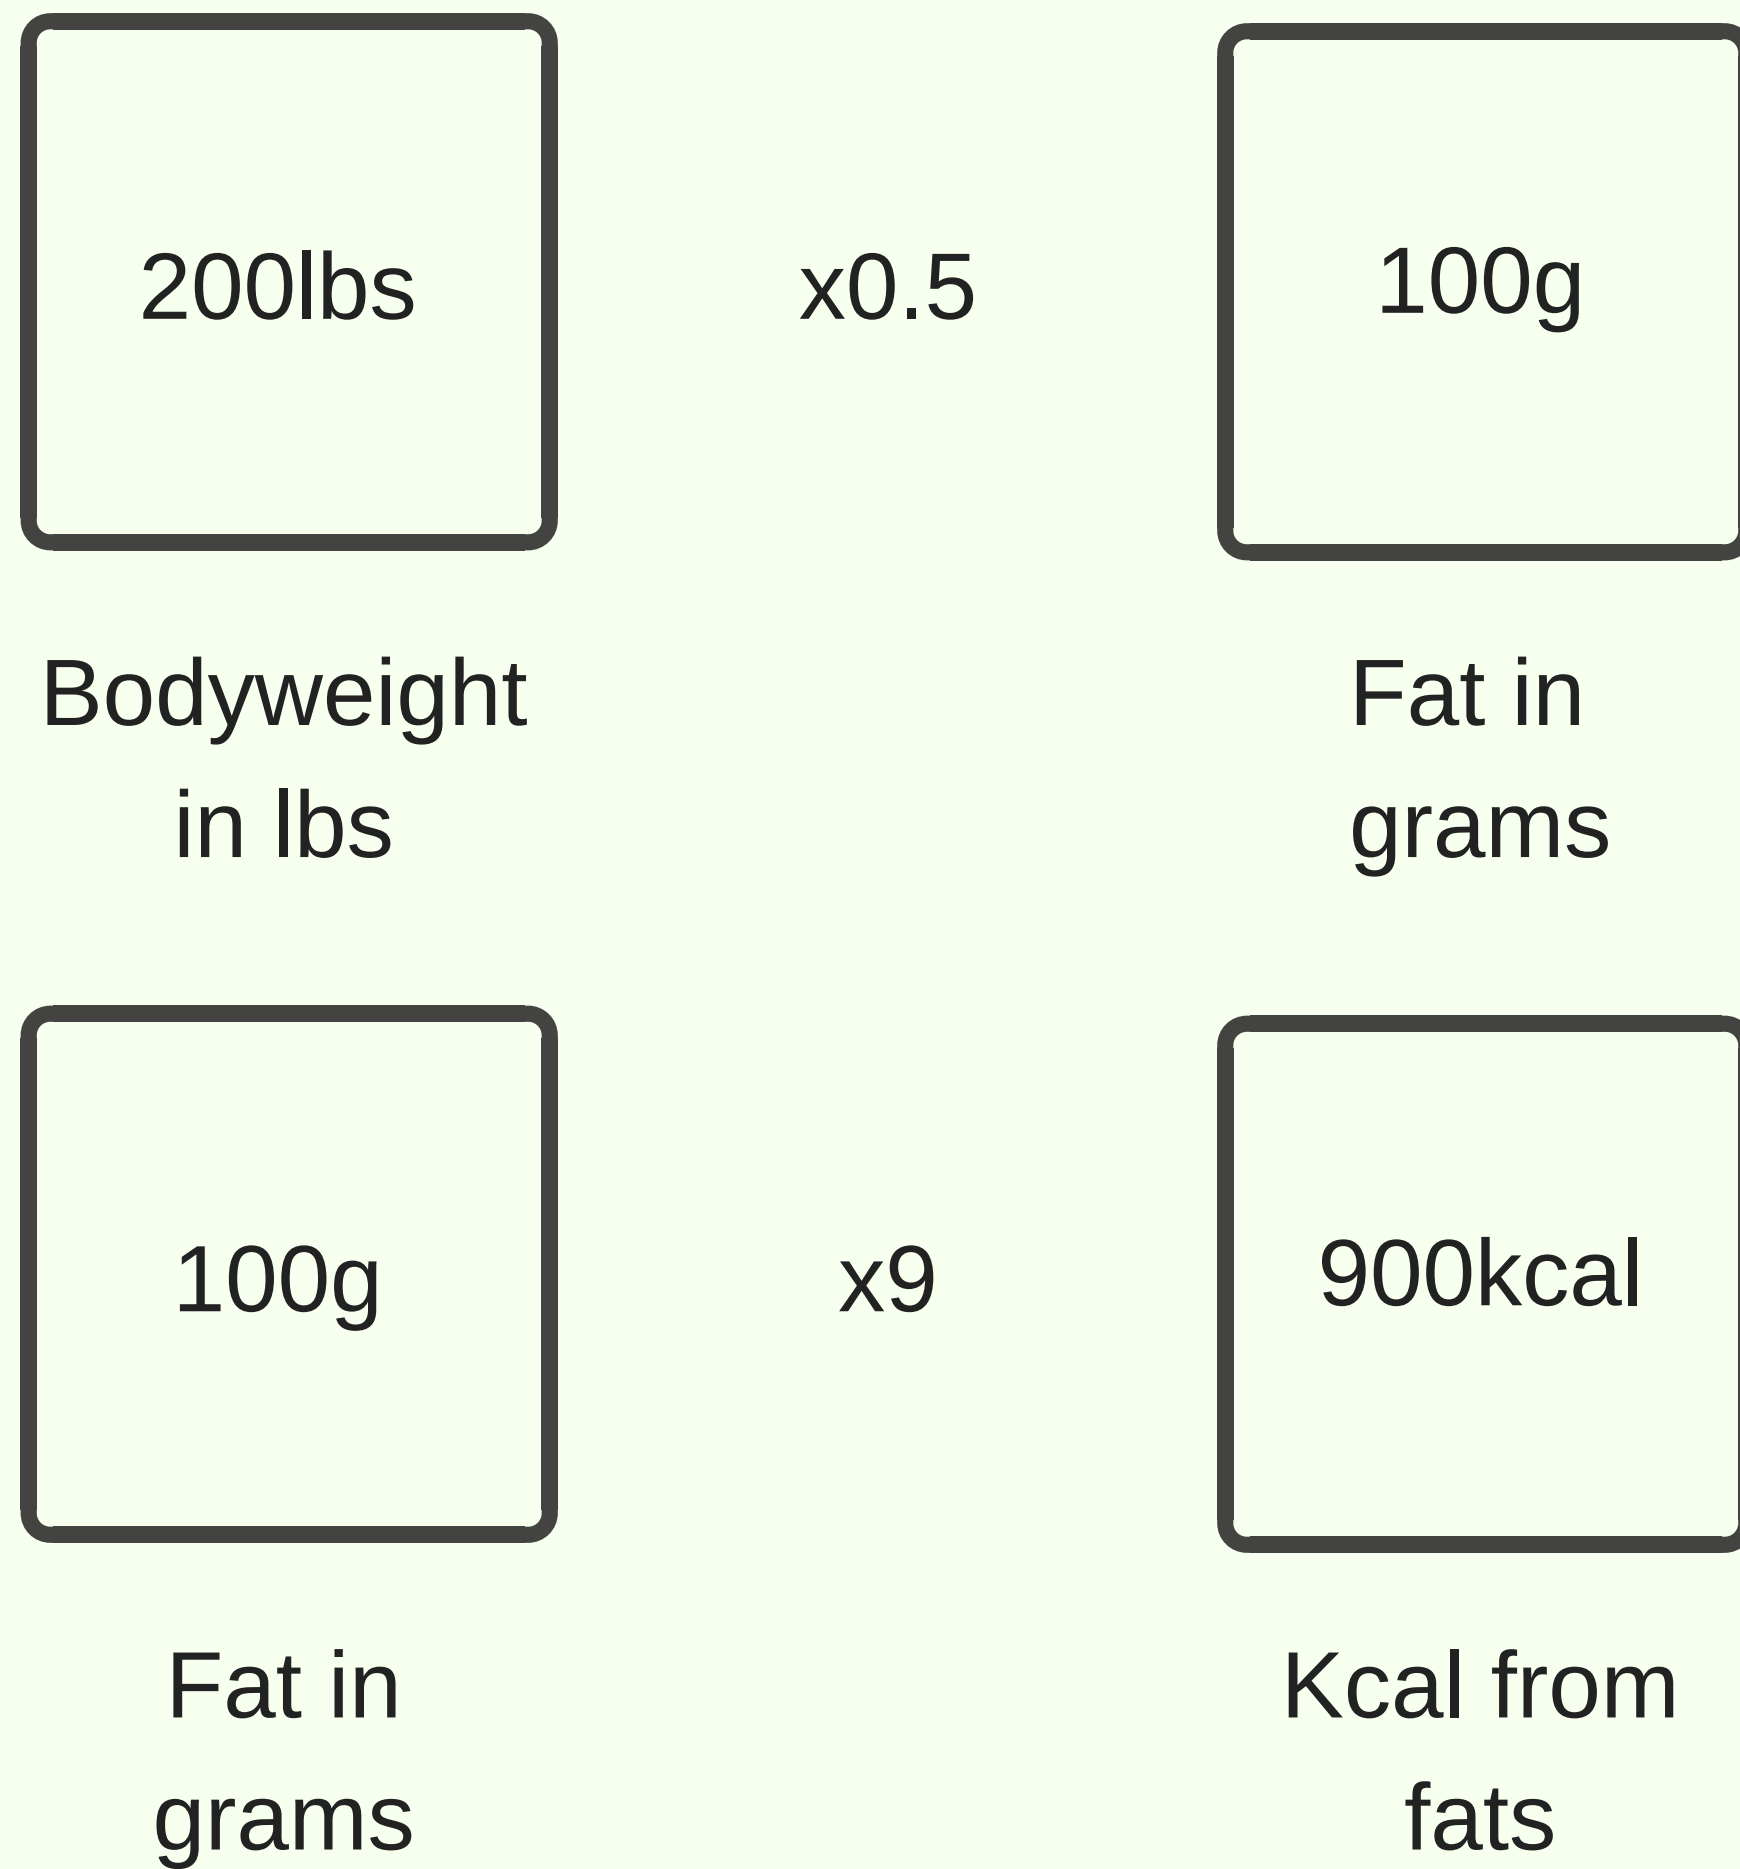 200lbs
x0.5
100g
Bodyweight
in lbs
Fat in
grams
100g
x9
900kcal
Fat in
grams
Kcal from
fats